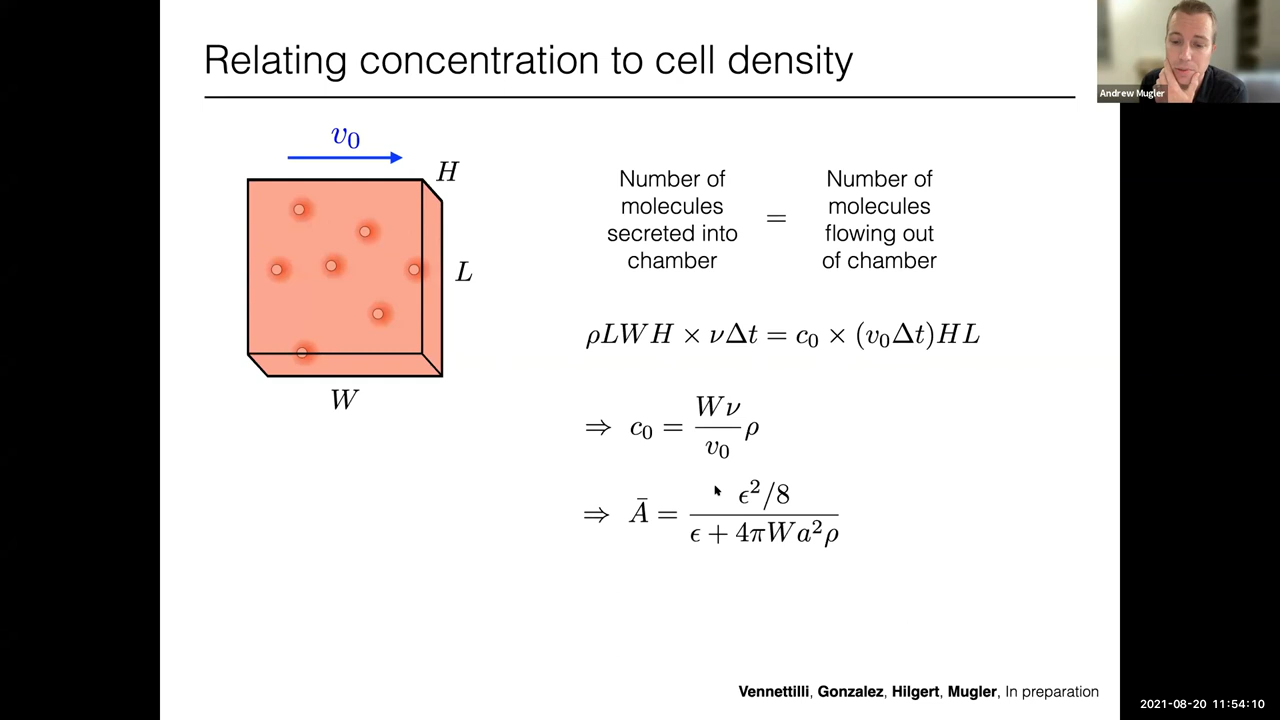 Relating concentration to cell density
Andrew Mugler
v₀
H
L
W
Number of
molecules
secreted into
chamber
=
Number of
molecules
flowing out
of chamber
ρLWH × νΔt = c₀ × (v₀Δt)HL
⇒ c₀ = Wν/v₀ ρ
⇒ Ā = ϵ²/8 / ϵ + 4πWa²ρ
Vennettilli, Gonzalez, Hilgert, Mugler, In preparation
2021-08-20 11:54:10